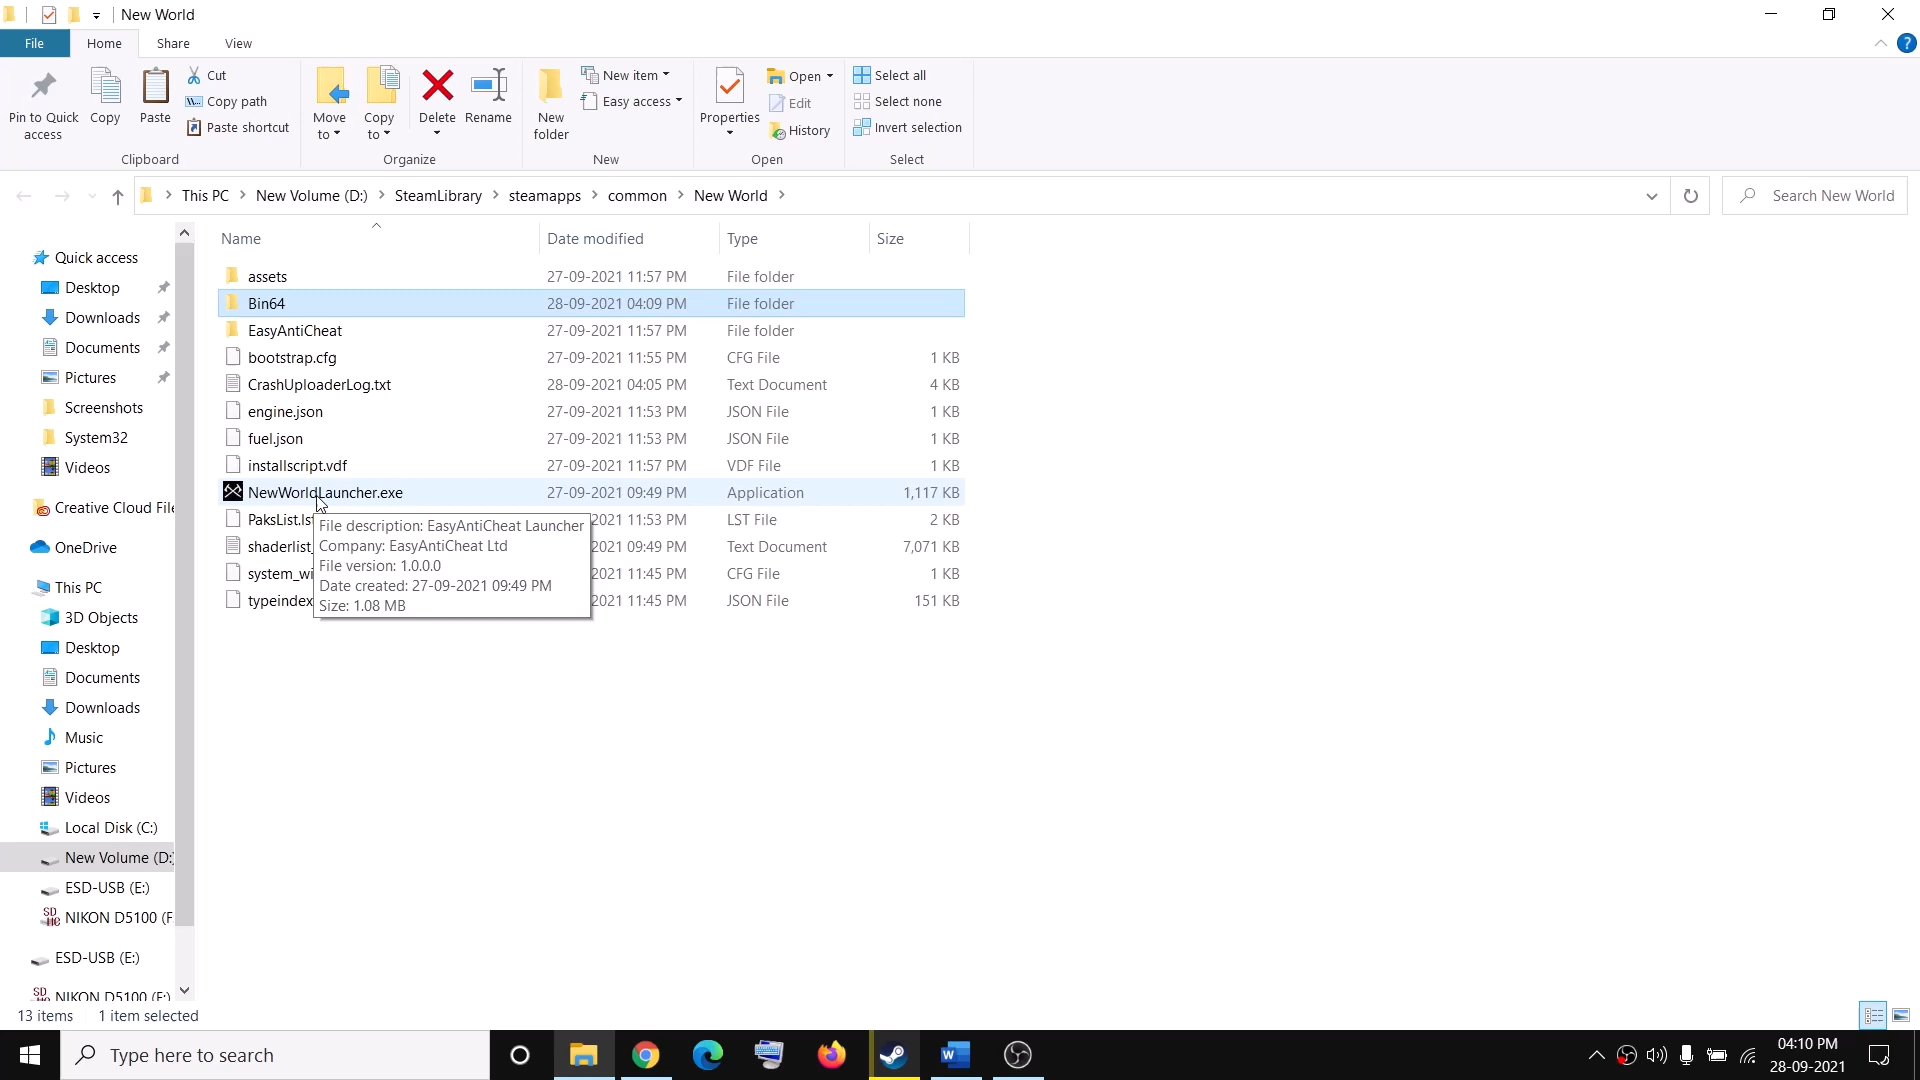 New World
File
Home
Share
View
Pin to Quick access
Copy
Paste
Cut
Copy path
Paste shortcut
Clipboard
Move to
Copy to
Delete
Rename
Organize
New folder
New item
Easy access
New
Properties
Open
Edit
History
Open
Select all
Select none
Invert selection
Select
This PC
New Volume (D:)
SteamLibrary
steamapps
common
New World
Search New World
Quick access
Desktop
Downloads
Documents
Pictures
Screenshots
System32
Videos
Creative Cloud File
OneDrive
This PC
3D Objects
Desktop
Documents
Downloads
Music
Pictures
Videos
Local Disk (C:)
New Volume (D:)
ESD-USB (E:)
NIKON D5100 (F
ESD-USB (E:)
NIKON D5100 (F:)
Name Date modified Type Size
assets 27-09-2021 11:57 PM File folder
Bin64 28-09-2021 04:09 PM File folder
EasyAntiCheat 27-09-2021 11:57 PM File folder
bootstrap.cfg 27-09-2021 11:55 PM CFG File 1 KB
CrashUploaderLog.txt 28-09-2021 04:05 PM Text Document 4 KB
engine.json 27-09-2021 11:53 PM JSON File 1 KB
fuel.json 27-09-2021 11:53 PM JSON File 1 KB
installscript.vdf 27-09-2021 11:57 PM VDF File 1 KB
NewWorldLauncher.exe 27-09-2021 09:49 PM Application 1,117 KB
PaksList.lst 2021 11:53 PM LST File 2 KB
shaderlist_ 2021 09:49 PM Text Document 7,071 KB
system_wi 2021 11:45 PM CFG File 1 KB
typeindex 2021 11:45 PM JSON File 151 KB
File description: EasyAntiCheat Launcher
Company: EasyAntiCheat Ltd
File version: 1.0.0.0
Date created: 27-09-2021 09:49 PM
Size: 1.08 MB
13 items 1 item selected
Type here to search
04:10 PM
28-09-2021